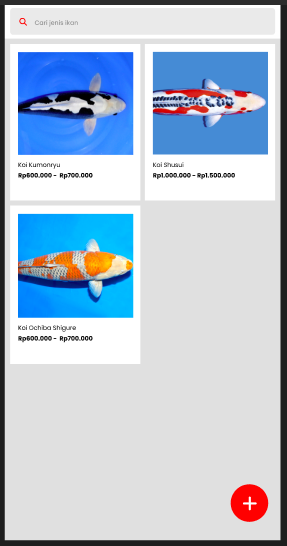 Cari jenis ikan
Koi Kumonryu
Rp600.000 - Rp700.000
Koi Shusui
Rp1.000.000 - Rp1.500.000
Koi Ochiba Shigure
Rp600.000 - Rp700.000